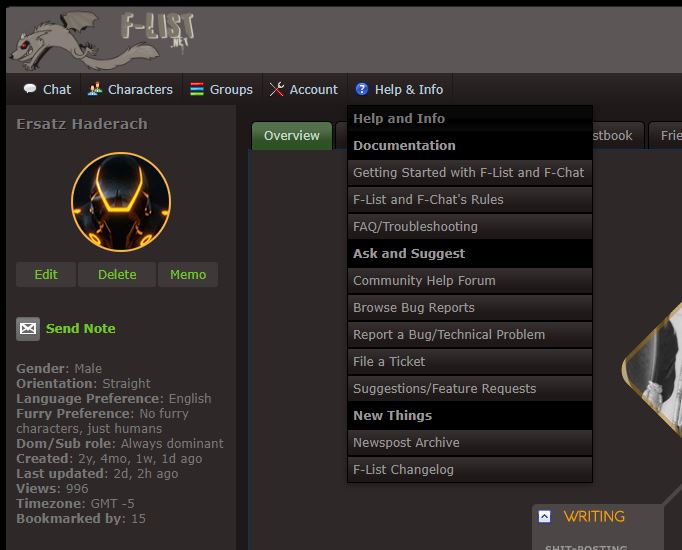 F-LIST
.NET
Chat Characters Groups Account Help & Info
Ersatz Haderach
Edit Delete Memo
Send Note
Gender: Male
Orientation: Straight
Language Preference: English
Furry Preference: No furry
characters, just humans
Dom/Sub role: Always dominant
Created: 2y, 4mo, 1w, 1d ago
Last updated: 2d, 2h ago
Views: 996
Timezone: GMT -5
Bookmarked by: 15
Overview
stbook Frie
Help and Info
Documentation
Getting Started with F-List and F-Chat
F-List and F-Chat's Rules
FAQ/Troubleshooting
Ask and Suggest
Community Help Forum
Browse Bug Reports
Report a Bug/Technical Problem
File a Ticket
Suggestions/Feature Requests
New Things
Newspost Archive
F-List Changelog
WRITING
SHIT-POSTING